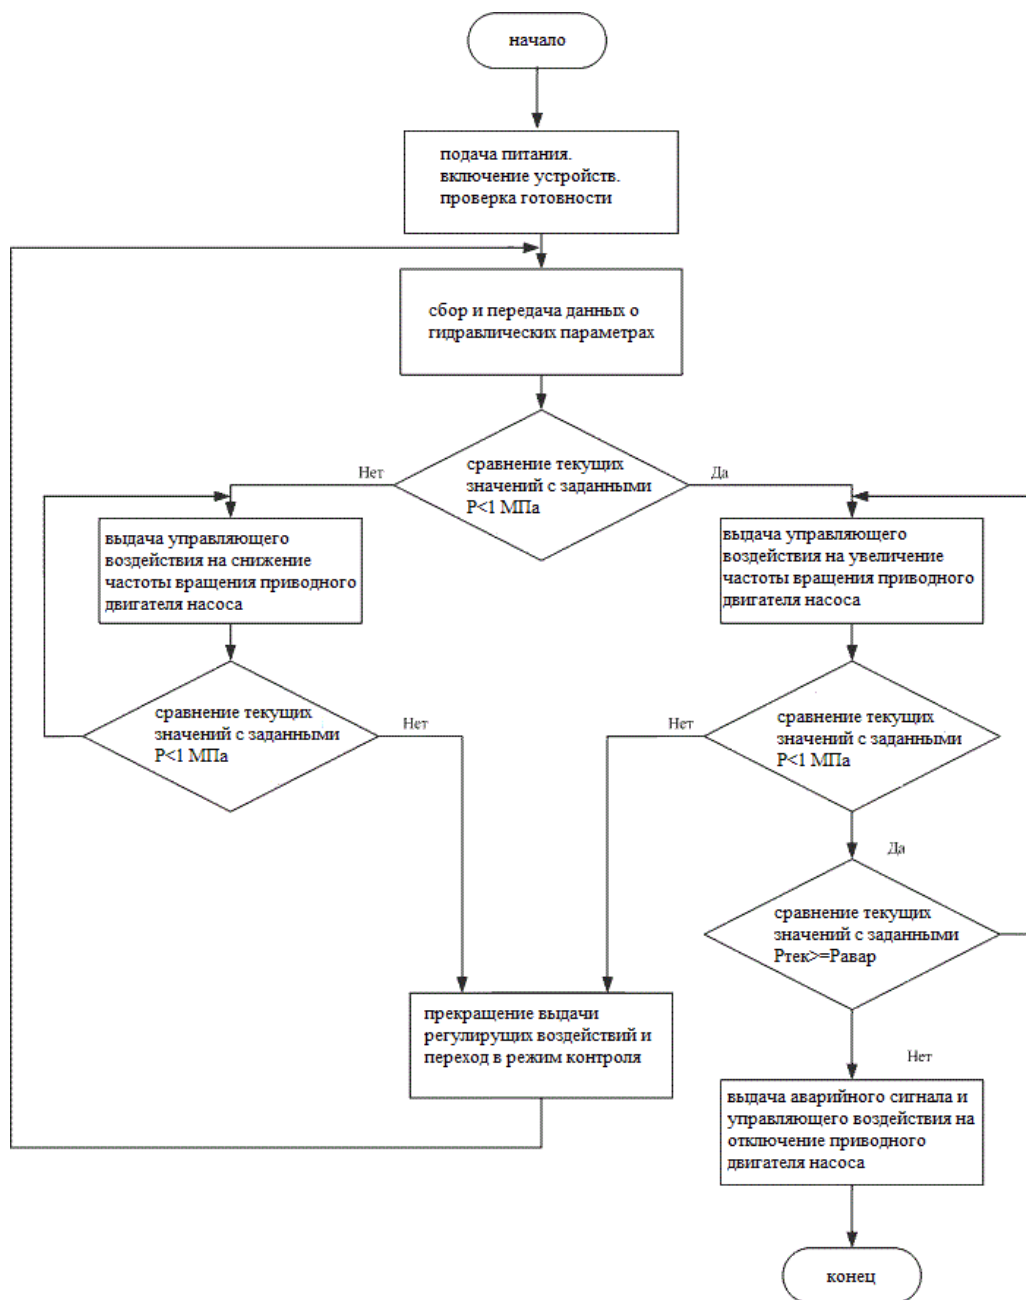 начало
подача питания.
включение устройств.
проверка готовности
сбор и передача данных о
гидравлических параметрах
сравнение текущих
значений с заданными
P<1 МПа
Нет
Да
выдача управляющего
воздействия на снижение
частоты вращения приводного
двигателя насоса
выдача управляющего
воздействия на увеличение
частоты вращения приводного
двигателя насоса
сравнение текущих
значений с заданными
P<1 МПа
Нет
Нет
сравнение текущих
значений с заданными
P<1 МПа
Да
сравнение текущих
значений с заданными
Pтек>=Pавар
прекращение выдачи
регулирущих воздействий и
переход в режим контроля
Нет
выдача аварийного сигнала и
управляющего воздействия на
отключение приводного
двигателя насоса
конец